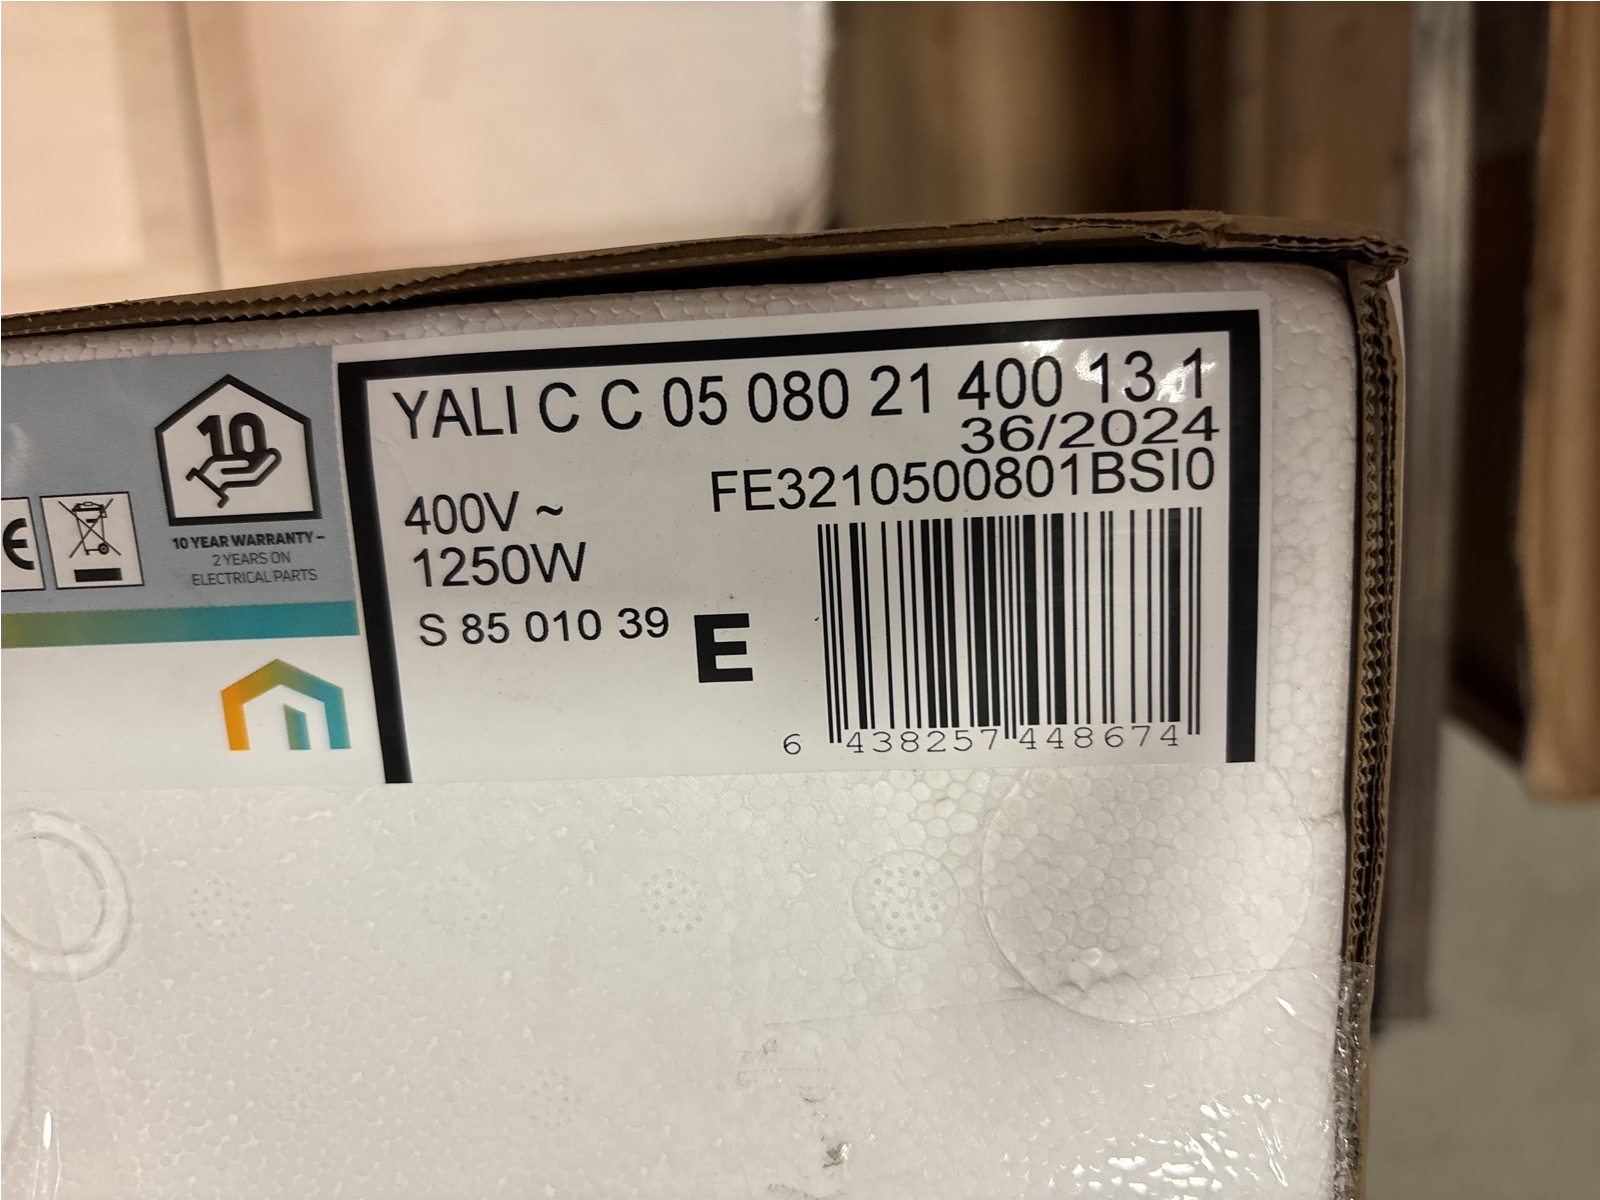 10
10 YEAR WARRANTY –
2 YEARS ON
ELECTRICAL PARTS
CE
YALI C C 05 080 21 400 13 1
36/2024
FE3210500801BSI0
400V ~
1250W
S 85 010 39
E
6 438257 448674